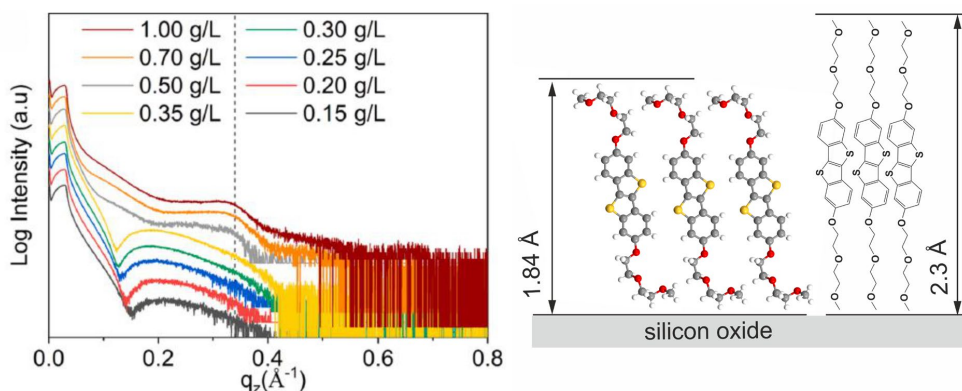 Log Intensity (a.u)
1.00 g/L
0.70 g/L
0.50 g/L
0.35 g/L
0.30 g/L
0.25 g/L
0.20 g/L
0.15 g/L
0.0 0.2 0.4 0.6 0.8
q_z(Å⁻¹)
1.84 Å
O O O
O O O
O O O
S S S
S S S
O O O
O O O
O O O
2.3 Å
silicon oxide